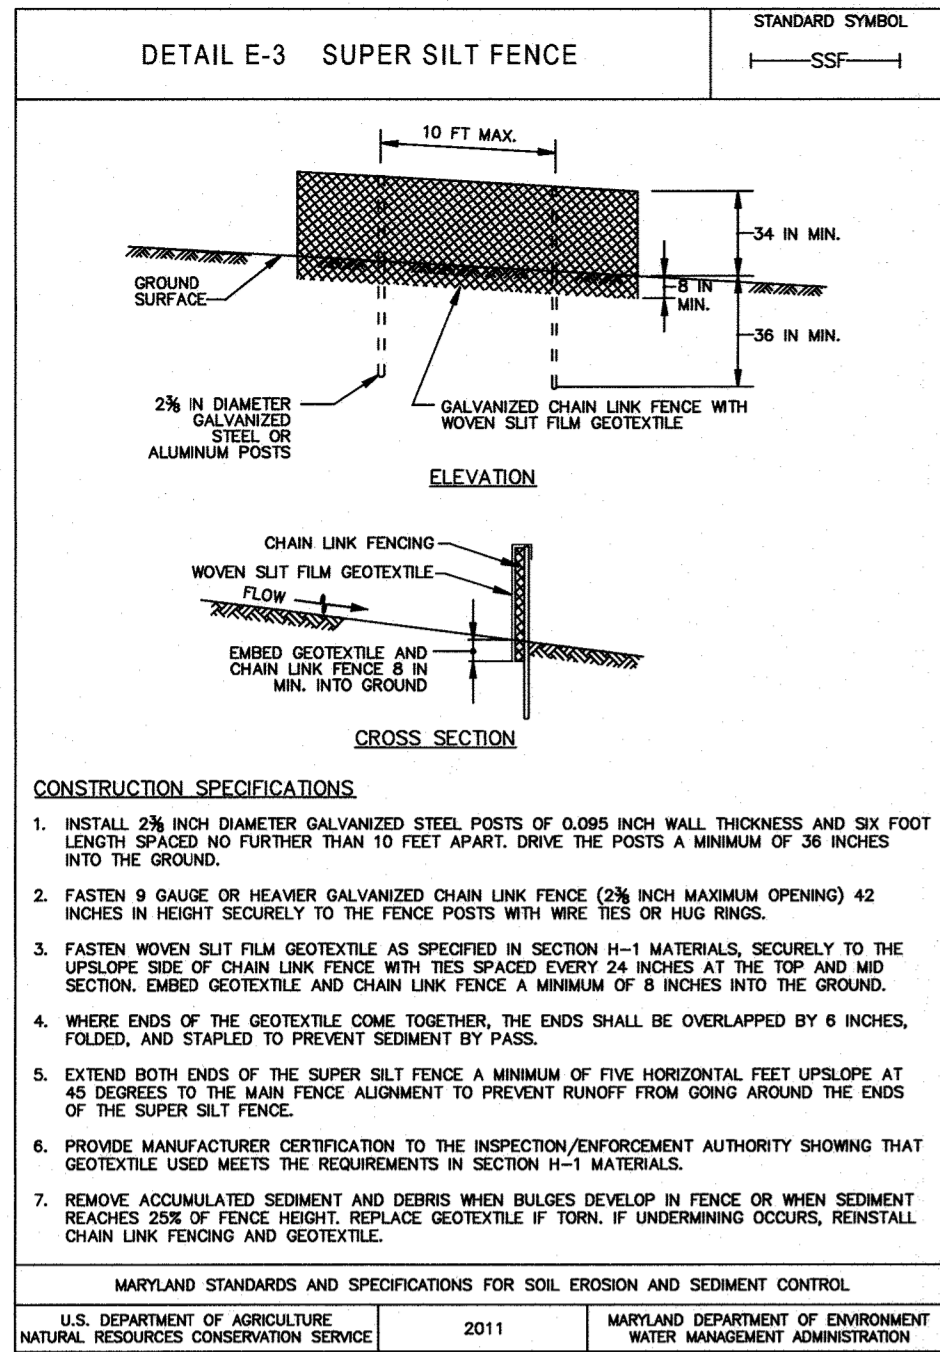 DETAIL E-3 SUPER SILT FENCE
STANDARD SYMBOL
SSF
10 FT MAX.
34 IN MIN.
GROUND
SURFACE
8 IN
MIN.
36 IN MIN.
2⅜ IN DIAMETER
GALVANIZED
STEEL OR
ALUMINUM POSTS
GALVANIZED CHAIN LINK FENCE WITH
WOVEN SLIT FILM GEOTEXTILE
ELEVATION
CHAIN LINK FENCING
WOVEN SLIT FILM GEOTEXTILE
FLOW
EMBED GEOTEXTILE AND
CHAIN LINK FENCE 8 IN
MIN. INTO GROUND
CROSS SECTION
CONSTRUCTION SPECIFICATIONS
1. INSTALL 2⅜ INCH DIAMETER GALVANIZED STEEL POSTS OF 0.095 INCH WALL THICKNESS AND SIX FOOT
LENGTH SPACED NO FURTHER THAN 10 FEET APART. DRIVE THE POSTS A MINIMUM OF 36 INCHES
INTO THE GROUND.
2. FASTEN 9 GAUGE OR HEAVIER GALVANIZED CHAIN LINK FENCE (2⅜ INCH MAXIMUM OPENING) 42
INCHES IN HEIGHT SECURELY TO THE FENCE POSTS WITH WIRE TIES OR HUG RINGS.
3. FASTEN WOVEN SLIT FILM GEOTEXTILE AS SPECIFIED IN SECTION H-1 MATERIALS, SECURELY TO THE
UPSLOPE SIDE OF CHAIN LINK FENCE WITH TIES SPACED EVERY 24 INCHES AT THE TOP AND MID
SECTION. EMBED GEOTEXTILE AND CHAIN LINK FENCE A MINIMUM OF 8 INCHES INTO THE GROUND.
4. WHERE ENDS OF THE GEOTEXTILE COME TOGETHER, THE ENDS SHALL BE OVERLAPPED BY 6 INCHES,
FOLDED, AND STAPLED TO PREVENT SEDIMENT BY PASS.
5. EXTEND BOTH ENDS OF THE SUPER SILT FENCE A MINIMUM OF FIVE HORIZONTAL FEET UPSLOPE AT
45 DEGREES TO THE MAIN FENCE ALIGNMENT TO PREVENT RUNOFF FROM GOING AROUND THE ENDS
OF THE SUPER SILT FENCE.
6. PROVIDE MANUFACTURER CERTIFICATION TO THE INSPECTION/ENFORCEMENT AUTHORITY SHOWING THAT
GEOTEXTILE USED MEETS THE REQUIREMENTS IN SECTION H-1 MATERIALS.
7. REMOVE ACCUMULATED SEDIMENT AND DEBRIS WHEN BULGES DEVELOP IN FENCE OR WHEN SEDIMENT
REACHES 25% OF FENCE HEIGHT. REPLACE GEOTEXTILE IF TORN. IF UNDERMINING OCCURS, REINSTALL
CHAIN LINK FENCING AND GEOTEXTILE.
MARYLAND STANDARDS AND SPECIFICATIONS FOR SOIL EROSION AND SEDIMENT CONTROL
U.S. DEPARTMENT OF AGRICULTURE
NATURAL RESOURCES CONSERVATION SERVICE
2011
MARYLAND DEPARTMENT OF ENVIRONMENT
WATER MANAGEMENT ADMINISTRATION